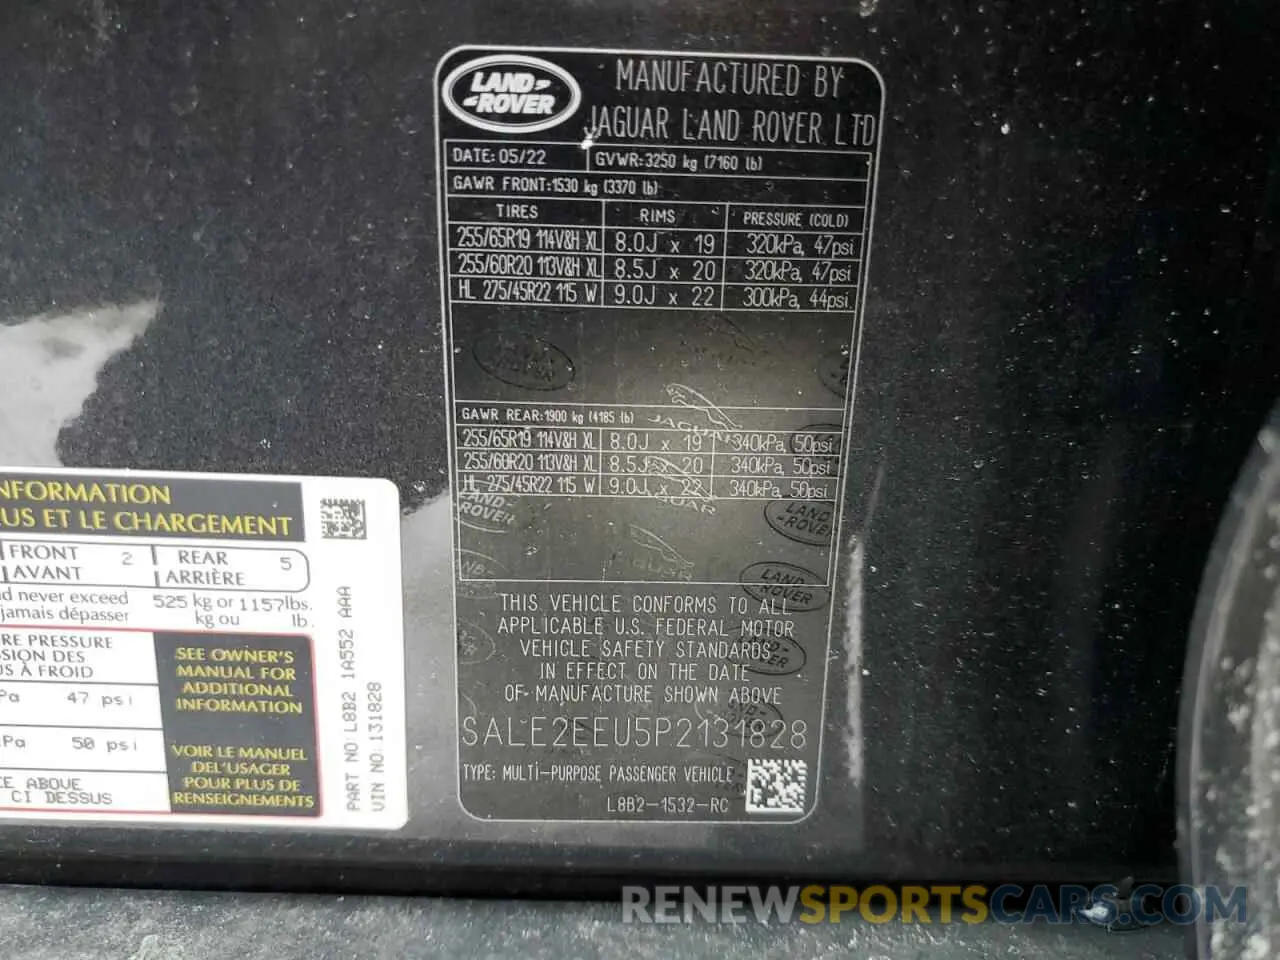 LAND-
-ROVER
MANUFACTURED BY
JAGUAR LAND ROVER LTD
DATE: 05/22 GVWR: 3250 kg (7160 lb)
GAWR FRONT: 1530 kg (3370 lb)
TIRES RIMS PRESSURE (COLD)
255/65R19 114V&H XL 8.0J x 19 320kPa, 47psi
255/60R20 113V&H XL 8.5J x 20 320kPa, 47psi
HL 275/45R22 115 W 9.0J x 22 300kPa, 44psi
GAWR REAR: 1900 kg (4185 lb)
255/65R19 114V&H XL 8.0J x 19 340kPa, 50psi
255/60R20 113V&H XL 8.5J x 20 340kPa, 50psi
HL 275/45R22 115 W 9.0J x 22 340kPa, 50psi
THIS VEHICLE CONFORMS TO ALL
APPLICABLE U.S. FEDERAL MOTOR
VEHICLE SAFETY STANDARDS
IN EFFECT ON THE DATE
OF MANUFACTURE SHOWN ABOVE
SALE2EEU5P2131828
TYPE: MULTI-PURPOSE PASSENGER VEHICLE
L8B2-1532-RC
NFORMATION
US ET LE CHARGEMENT
FRONT 2 REAR 5
AVANT ARRIÈRE
d never exceed 525 kg or 1157 lbs.
jamais dépasser kg ou lb.
RE PRESSURE
SION DES
S À FROID
Pa 47 psi
Pa 50 psi
CE ABOVE
CI DESSUS
SEE OWNER'S
MANUAL FOR
ADDITIONAL
INFORMATION
VOIR LE MANUEL
DEL'USAGER
POUR PLUS DE
RENSEIGNEMENTS
PART NO: L8B2 1A552 AAA
VIN NO: 131828
RENEWSPORTSCARS.COM